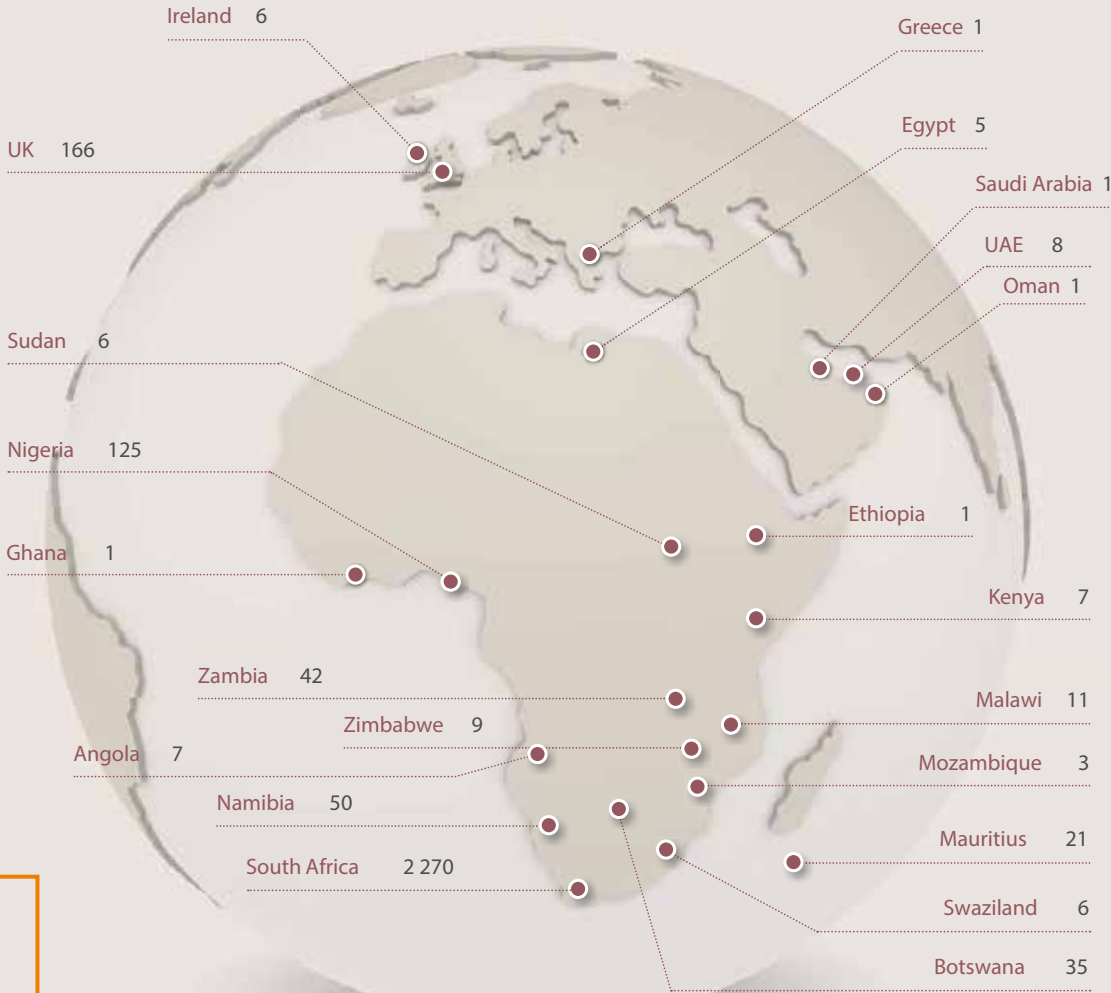 Ireland 6
Greece 1
Egypt 5
UK 166
Saudi Arabia 1
UAE 8
Oman 1
Sudan 6
Nigeria 125
Ethiopia 1
Ghana 1
Kenya 7
Zambia 42
Malawi 11
Zimbabwe 9
Angola 7
Mozambique 3
Namibia 50
Mauritius 21
South Africa 2 270
Swaziland 6
Botswana 35